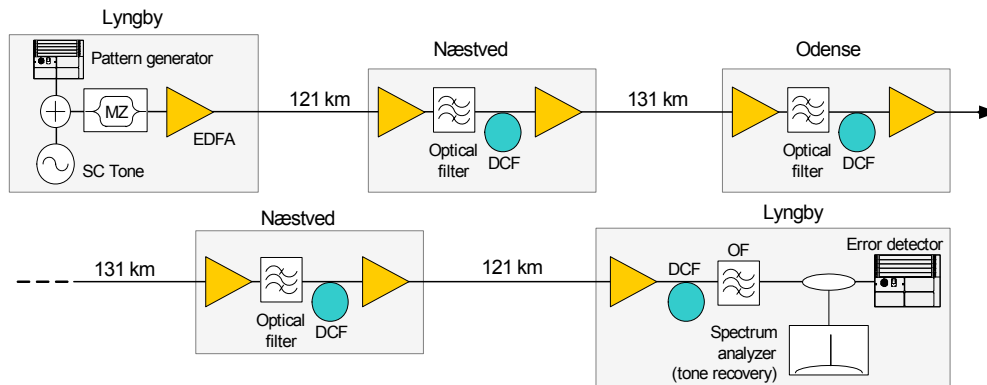 Lyngby
Pattern generator
MZ
EDFA
SC Tone
121 km
Næstved
Optical
filter
DCF
131 km
Odense
Optical
filter
DCF
131 km
Næstved
Optical
filter
DCF
121 km
Lyngby
DCF
OF
Error detector
Spectrum
analyzer
(tone recovery)